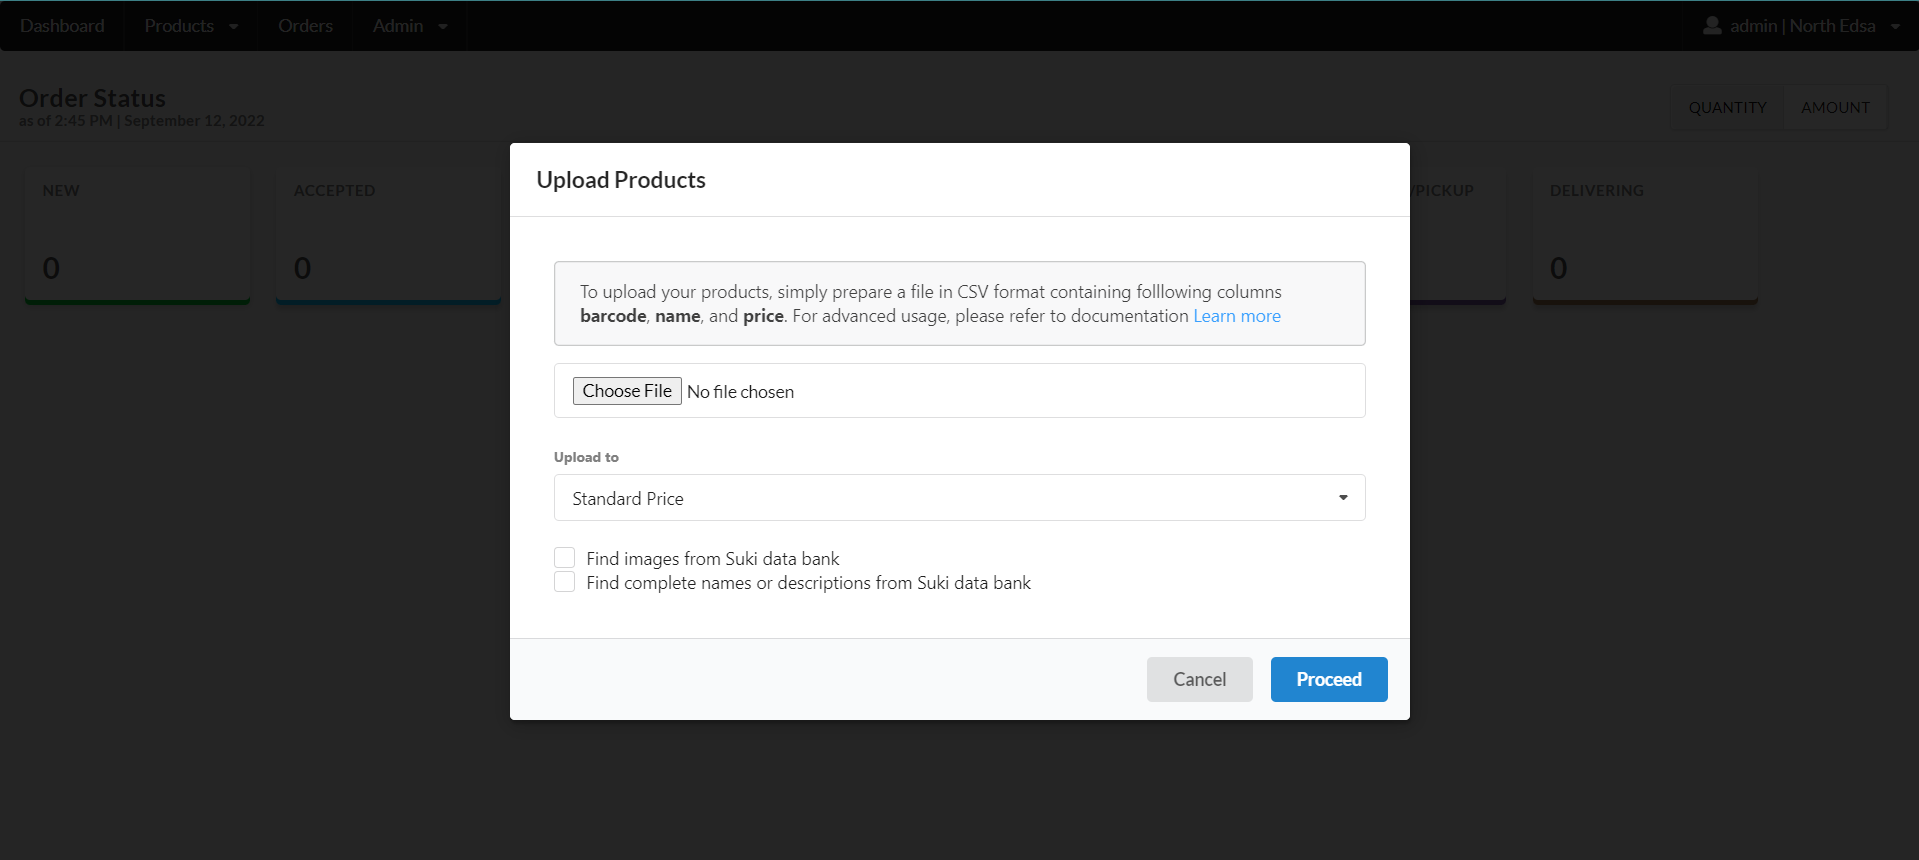 Dashboard Products Orders Admin admin | North Edsa
Order Status
as of 2:45 PM | September 12, 2022
QUANTITY AMOUNT
NEW
0
ACCEPTED
0
/PICKUP
DELIVERING
0
Upload Products
To upload your products, simply prepare a file in CSV format containing folllowing columns
barcode, name, and price. For advanced usage, please refer to documentation Learn more
Choose File No file chosen
Upload to
Standard Price
Find images from Suki data bank
Find complete names or descriptions from Suki data bank
Cancel Proceed